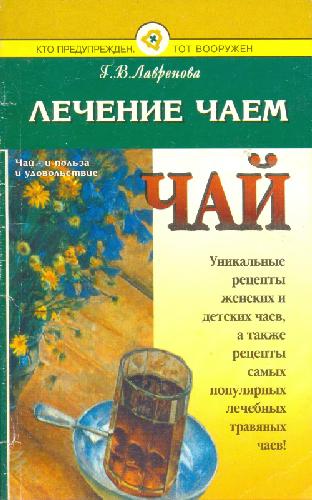 КТО ПРЕДУПРЕЖДЕН, ТОТ ВООРУЖЕН
Г. В. Лавренова
ЛЕЧЕНИЕ ЧАЕМ
Чай - и польза
и удовольствие
ЧАЙ
Уникальные
рецепты
женских и
детских чаев,
а также
рецепты
самых
популярных
лечебных
травяных
чаев!